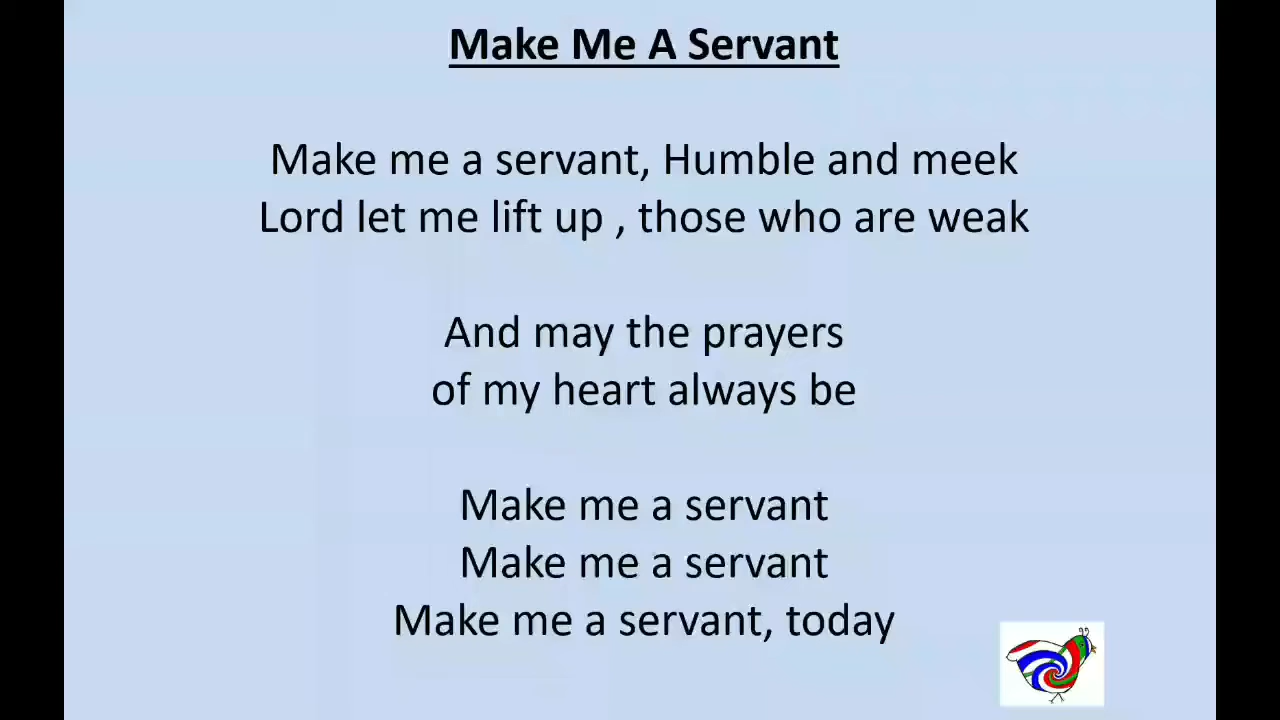 Make Me A Servant
Make me a servant, Humble and meek
Lord let me lift up , those who are weak
And may the prayers
of my heart always be
Make me a servant
Make me a servant
Make me a servant, today